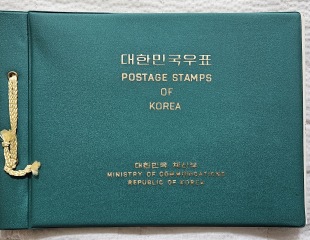 대한민국우표
POSTAGE STAMPS
OF
KOREA
대한민국 체신부
MINISTRY OF COMMUNICATIONS
REPUBLIC OF KOREA